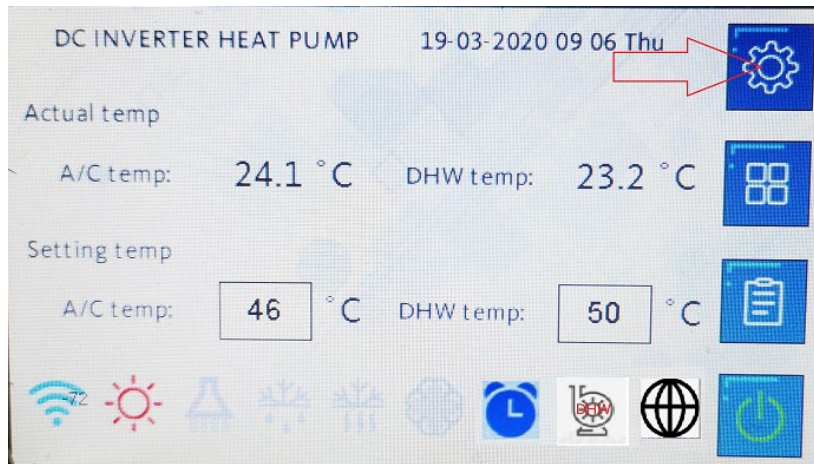 DC INVERTER HEAT PUMP 19-03-2020 09 06 Thu
Actual temp
A/C temp: 24.1 °C DHW temp: 23.2 °C
Setting temp
A/C temp: 46 °C DHW temp: 50 °C
-72 DHW